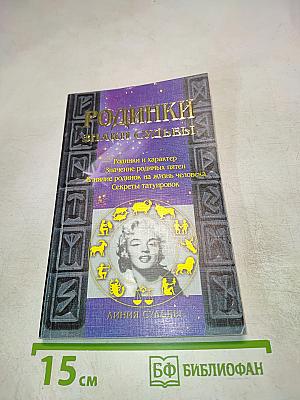 РОДИНКИ
ЗНАКИ СУДЬБЫ
Родинки и характер
Значение родимых пятен
Влияние родинок на жизнь человека
Секреты татуировок
ЛИНИЯ СУДЬБЫ
15 см
БФ БИБЛИОФАН